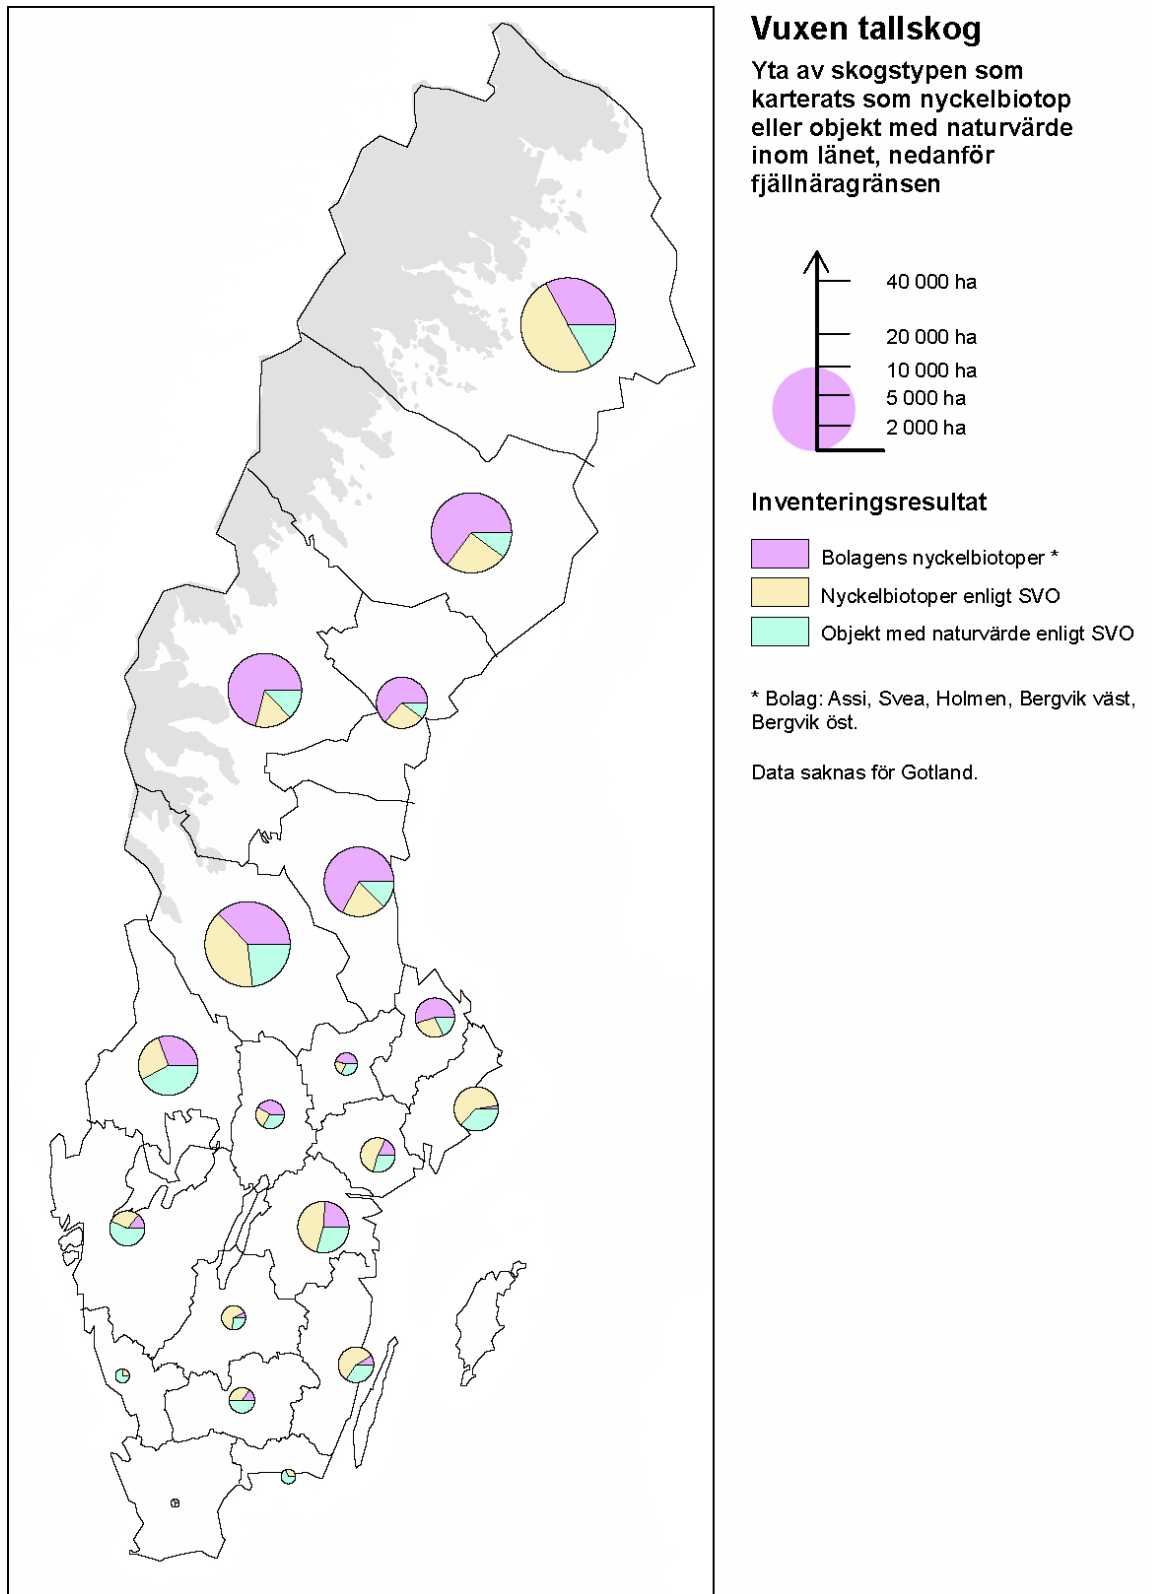 Vuxen tallskog
Yta av skogstypen som
karterats som nyckelbiotop
eller objekt med naturvärde
inom länet, nedanför
fjällnäragränsen
40 000 ha
20 000 ha
10 000 ha
5 000 ha
2 000 ha
Inventeringsresultat
Bolagens nyckelbiotoper *
Nyckelbiotoper enligt SVO
Objekt med naturvärde enligt SVO
* Bolag: Assi, Svea, Holmen, Bergvik väst,
Bergvik öst.
Data saknas för Gotland.